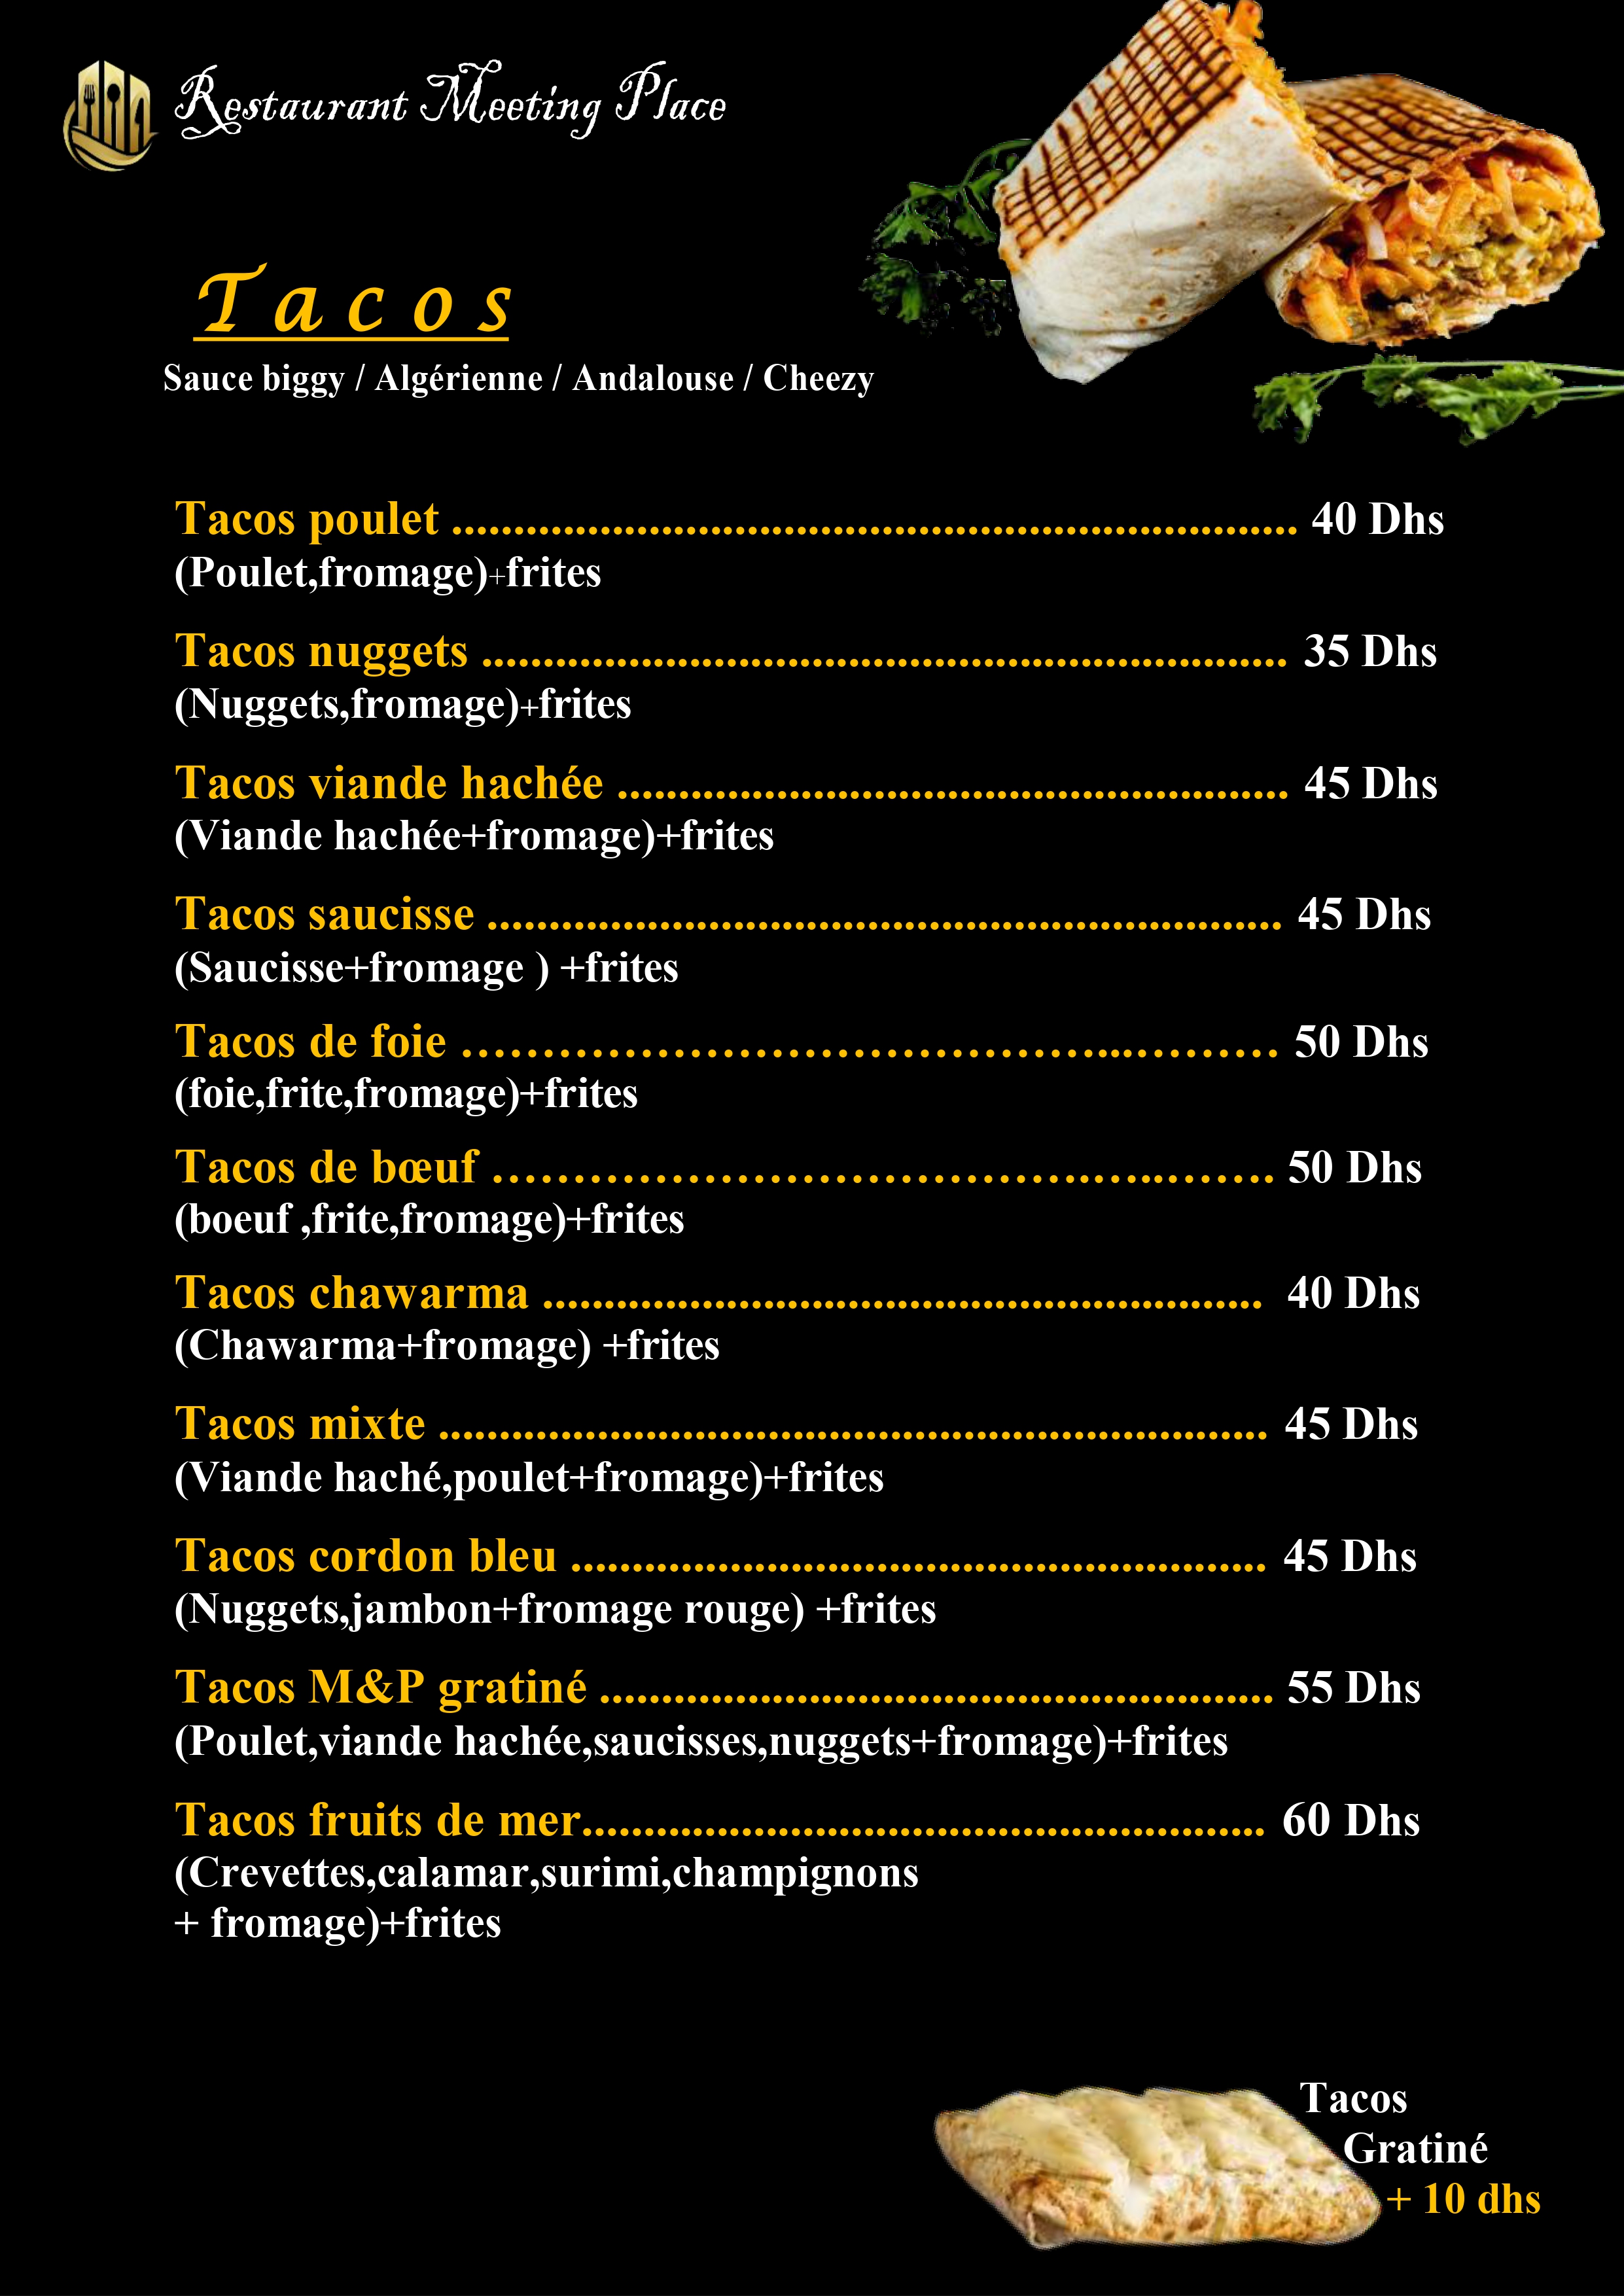 Restaurant Meeting Place
Tacos
Sauce biggy / Algérienne / Andalouse / Cheezy
Tacos poulet ..................................................................... 40 Dhs
(Poulet,fromage)+frites
Tacos nuggets .................................................................. 35 Dhs
(Nuggets,fromage)+frites
Tacos viande hachée ....................................................... 45 Dhs
(Viande hachée+fromage)+frites
Tacos saucisse ................................................................. 45 Dhs
(Saucisse+fromage ) +frites
Tacos de foie …………………………………...……… 50 Dhs
(foie,frite,fromage)+frites
Tacos de bœuf ……………………………….…..……. 50 Dhs
(boeuf ,frite,fromage)+frites
Tacos chawarma ........................................................... 40 Dhs
(Chawarma+fromage) +frites
Tacos mixte .................................................................... 45 Dhs
(Viande haché,poulet+fromage)+frites
Tacos cordon bleu ......................................................... 45 Dhs
(Nuggets,jambon+fromage rouge) +frites
Tacos M&P gratiné ....................................................... 55 Dhs
(Poulet,viande hachée,saucisses,nuggets+fromage)+frites
Tacos fruits de mer........................................................ 60 Dhs
(Crevettes,calamar,surimi,champignons
+ fromage)+frites
Tacos
Gratiné
+ 10 dhs